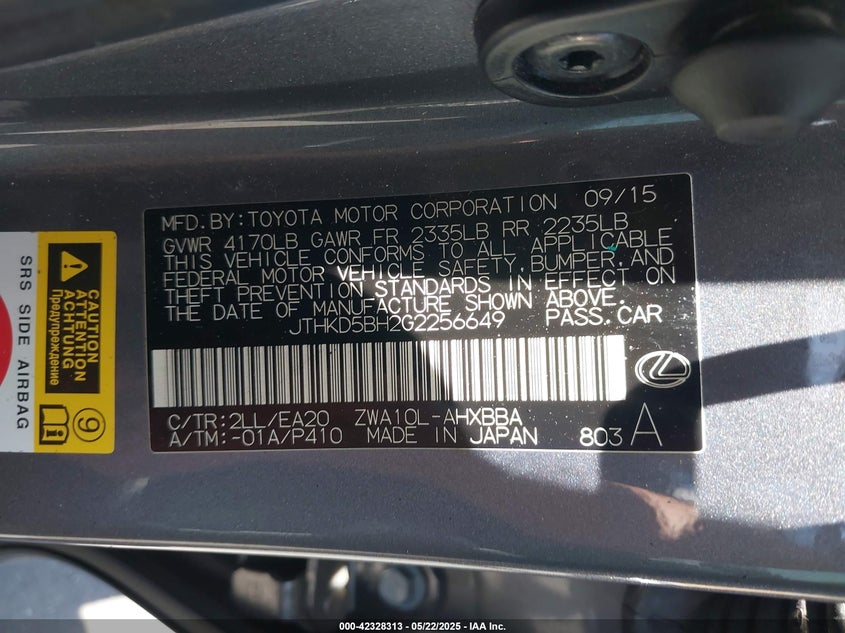 MFD. BY: TOYOTA MOTOR CORPORATION 09/15
GVWR 4170LB GAWR FR 2335LB RR 2235LB
THIS VEHICLE CONFORMS TO ALL APPLICABLE
FEDERAL MOTOR VEHICLE SAFETY, BUMPER, AND
THEFT PREVENTION STANDARDS IN EFFECT ON
THE DATE OF MANUFACTURE SHOWN ABOVE.
JTHKD5BH2G2256649 PASS. CAR
C/TR: 2LL/EA20 ZWA10L-AHXBBA
A/TM: -01A/P410 MADE IN JAPAN 803 A
SRS SIDE AIRBAG
CAUTION
ATTENTION
ACHTUNG
Предупреждение
9
000-42328313 - 05/22/2025 - IAA Inc.